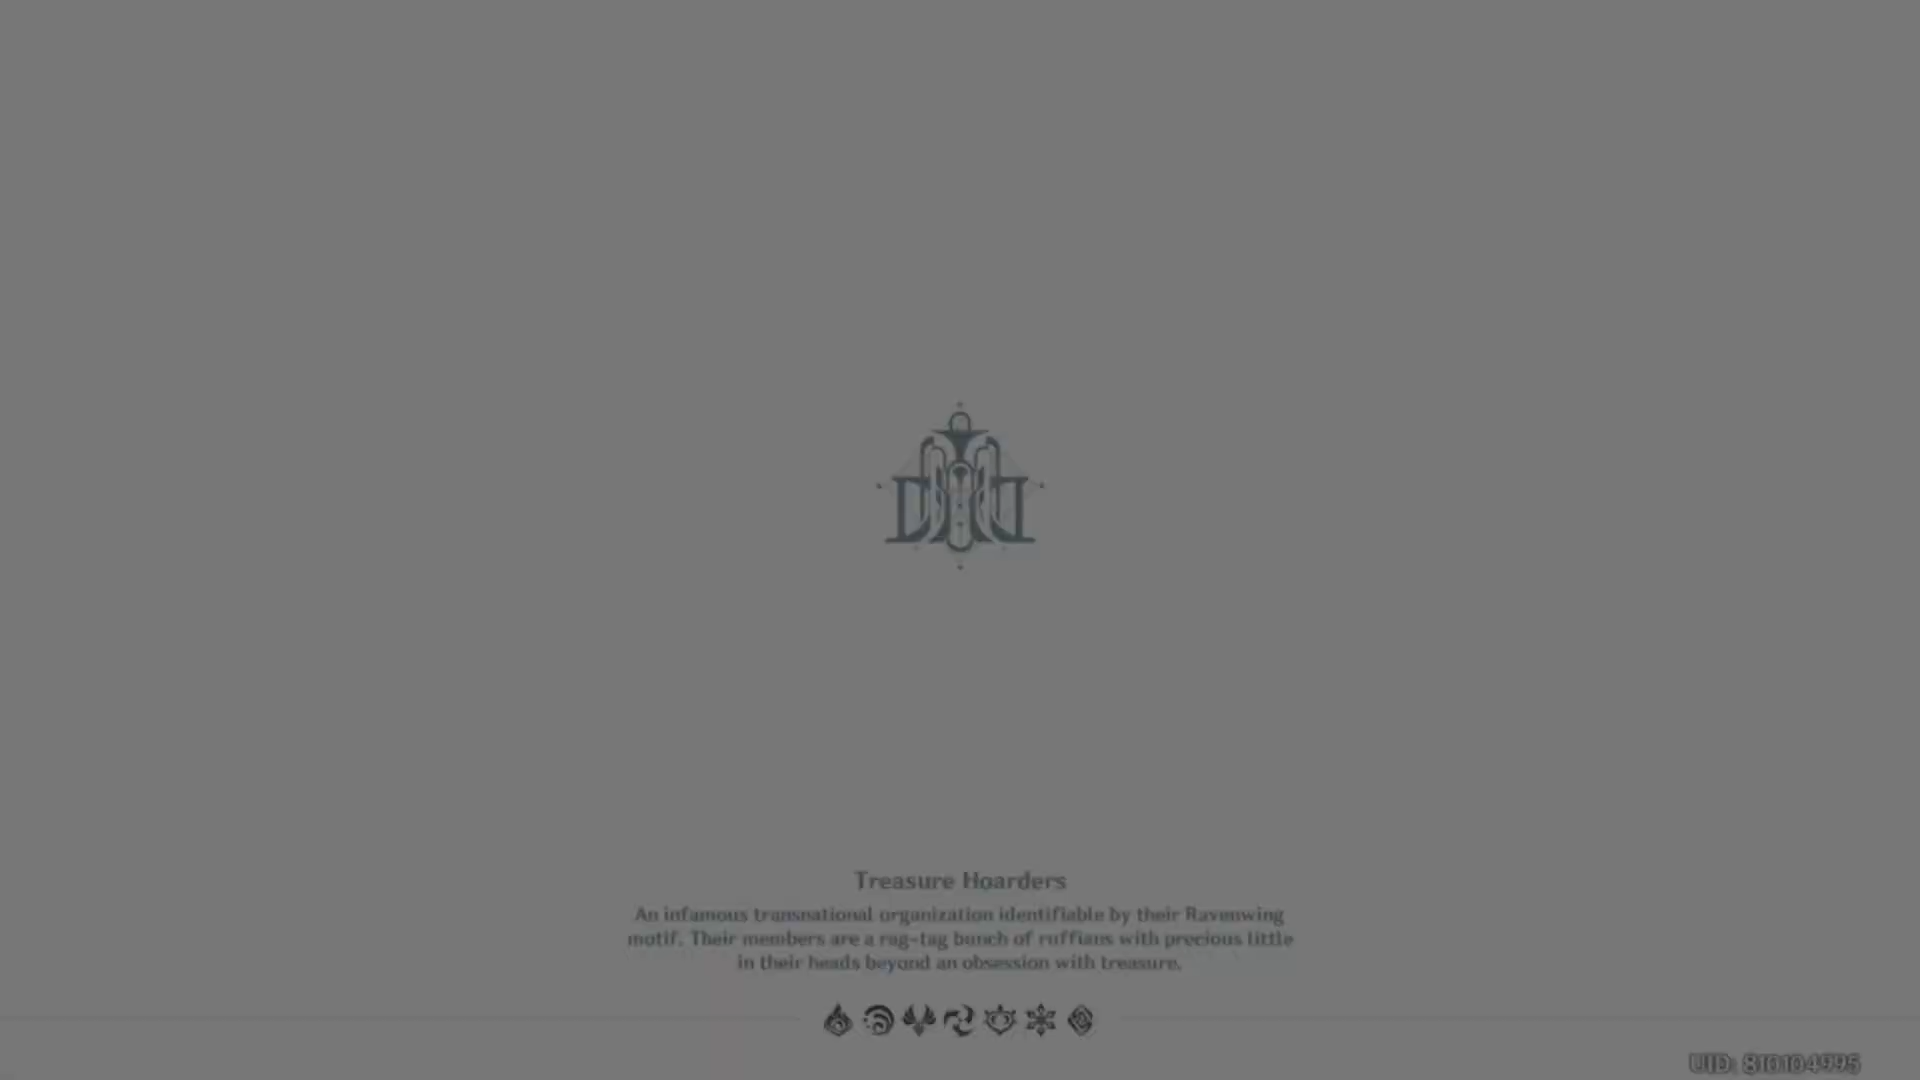 Treasure Hoarders
An infamous transnational organization identifiable by their Ravenwing
motif. Their members are a rag-tag bunch of ruffians with precious little
in their heads beyond an obsession with treasure.
UID: 810104995